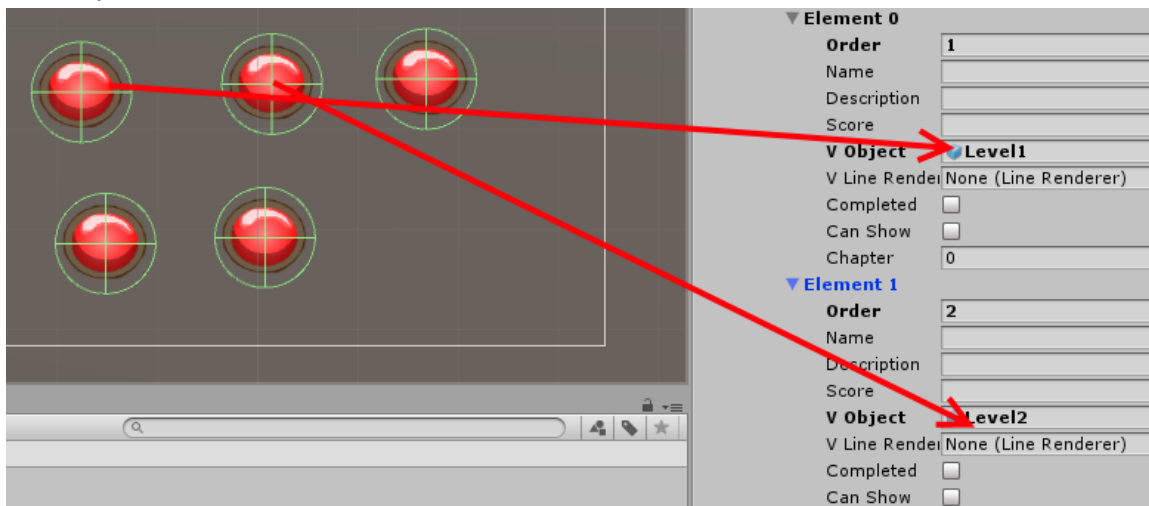 Element 0
Order 1
Name
Description
Score
V Object Level1
V Line Render None (Line Renderer)
Completed
Can Show
Chapter 0
Element 1
Order 2
Name
Description
Score
V Object Level2
V Line Render None (Line Renderer)
Completed
Can Show